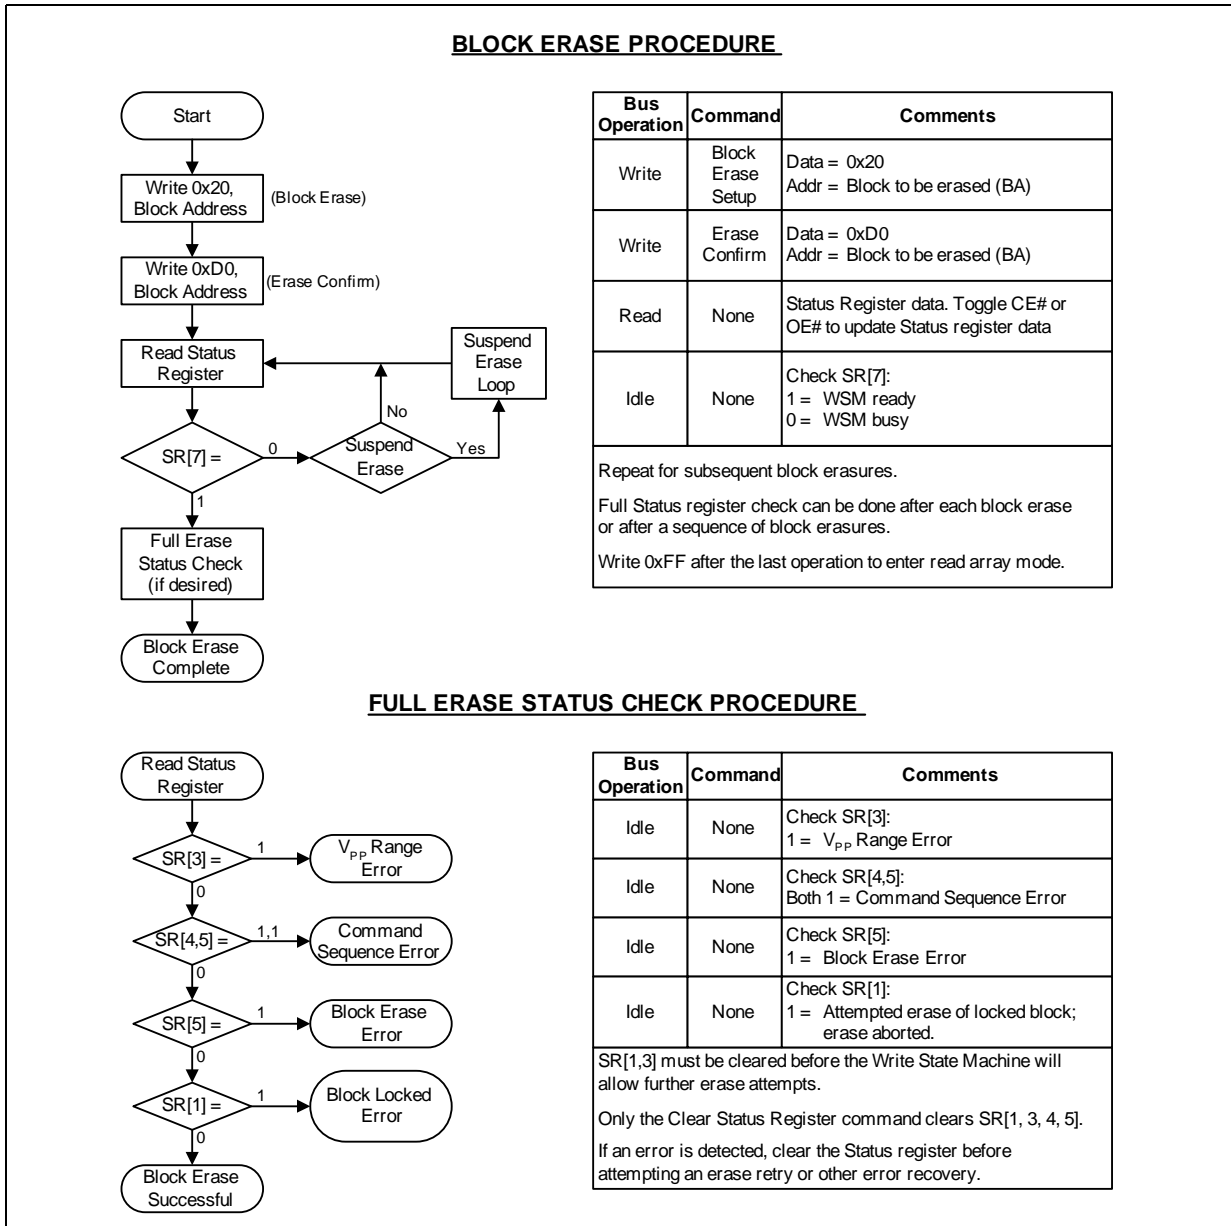 BLOCK ERASE PROCEDURE
Start
Write 0x20,
Block Address
(Block Erase)
Write 0xD0,
Block Address
(Erase Confirm)
Read Status
Register
Suspend
Erase
Loop
No
SR[7] =
0
Suspend
Erase
Yes
1
Full Erase
Status Check
(if desired)
Block Erase
Complete
Bus
Operation
Command
Comments
Write
Block
Erase
Setup
Data = 0x20
Addr = Block to be erased (BA)
Write
Erase
Confirm
Data = 0xD0
Addr = Block to be erased (BA)
Read
None
Status Register data. Toggle CE# or
OE# to update Status register data
Idle
None
Check SR[7]:
1 = WSM ready
0 = WSM busy
Repeat for subsequent block erasures.
Full Status register check can be done after each block erase
or after a sequence of block erasures.
Write 0xFF after the last operation to enter read array mode.
FULL ERASE STATUS CHECK PROCEDURE
Read Status
Register
SR[3] =
1
VPP Range
Error
0
SR[4,5] =
1,1
Command
Sequence Error
0
SR[5] =
1
Block Erase
Error
0
SR[1] =
1
Block Locked
Error
0
Block Erase
Successful
Bus
Operation
Command
Comments
Idle
None
Check SR[3]:
1 = VPP Range Error
Idle
None
Check SR[4,5]:
Both 1 = Command Sequence Error
Idle
None
Check SR[5]:
1 = Block Erase Error
Idle
None
Check SR[1]:
1 = Attempted erase of locked block;
erase aborted.
SR[1,3] must be cleared before the Write State Machine will
allow further erase attempts.
Only the Clear Status Register command clears SR[1, 3, 4, 5].
If an error is detected, clear the Status register before
attempting an erase retry or other error recovery.